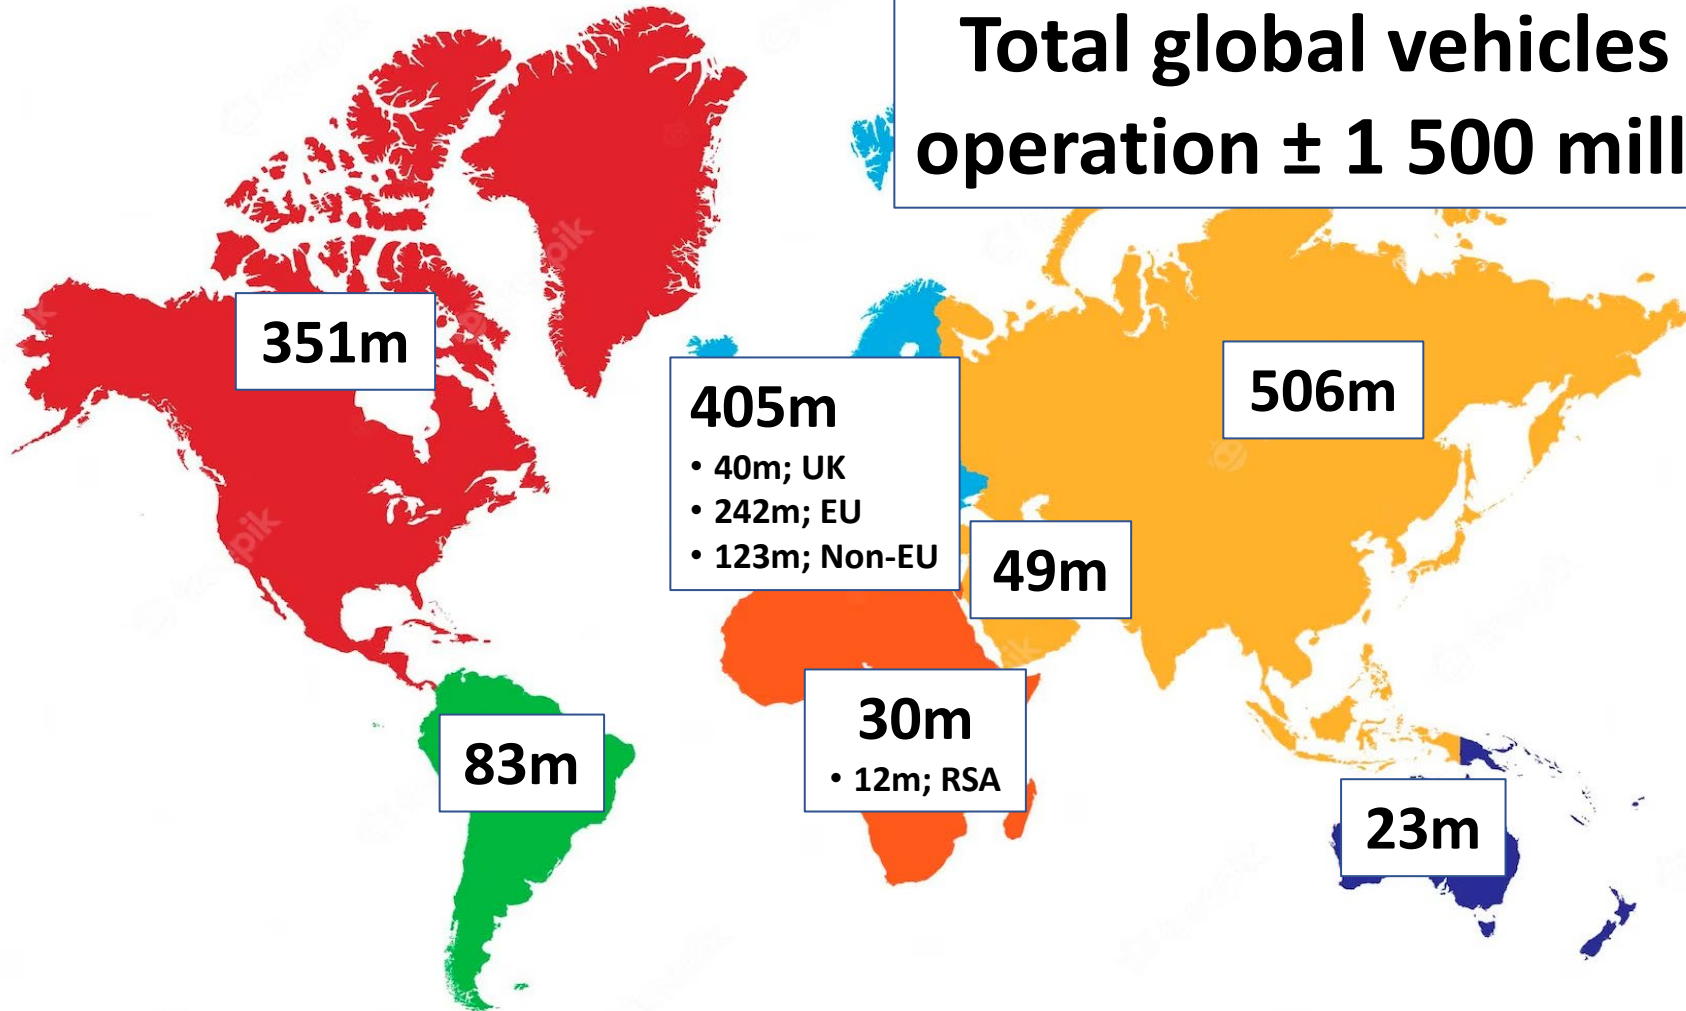 Total global vehicles
operation ± 1 500 mill
351m
405m
• 40m; UK
• 242m; EU
• 123m; Non-EU
506m
49m
30m
• 12m; RSA
83m
23m